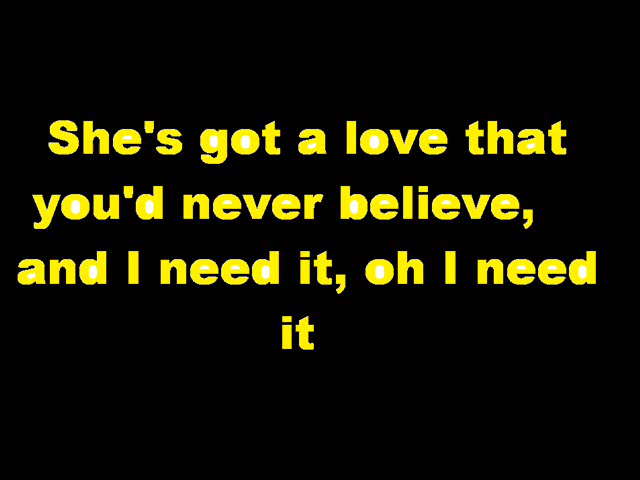 She's got a love that
you'd never believe,
and I need it, oh I need
it